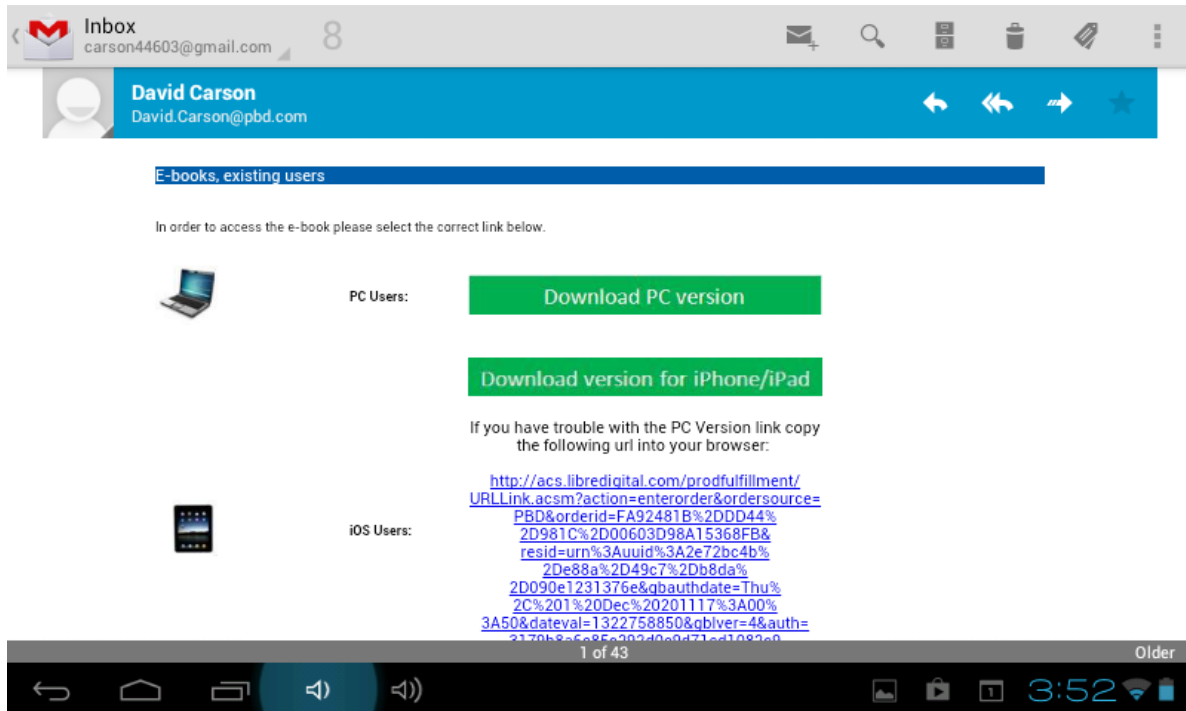 Inbox
carson44603@gmail.com
8
David Carson
David.Carson@pbd.com
E-books, existing users
In order to access the e-book please select the correct link below.
PC Users:
Download PC version
Download version for iPhone/iPad
If you have trouble with the PC Version link copy
the following url into your browser:
http://acs.libredigital.com/prodfulfillment/
URLLink.acsm?action=enterorder&ordersource=
PBD&orderid=FA92481B%2DDD44%
2D981C%2D00603D98A15368FB&
resid=urn%3Auuid%3A2e72bc4b%
2De88a%2D49c7%2Db8da%
2D090e1231376e&gbauthdate=Thu%
2C%201%20Dec%20201117%3A00%
3A50&dateval=1322758850&gblver=4&auth=
iOS Users:
1 of 43
Older
1
3:52